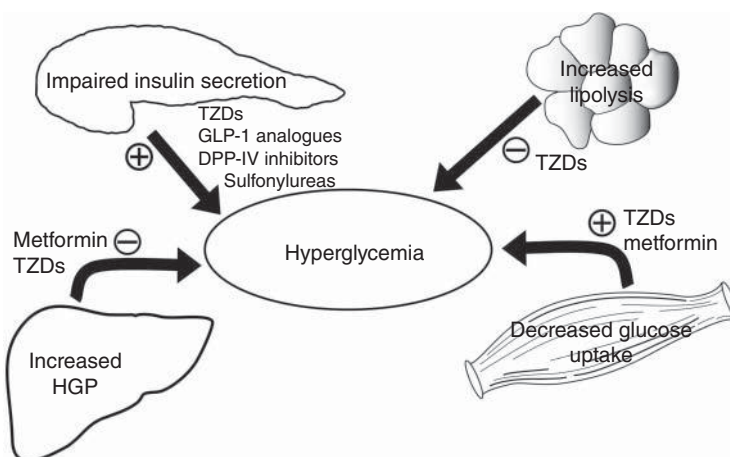 Impaired insulin secretion
TZDs
GLP-1 analogues
DPP-IV inhibitors
Sulfonylureas
+
Increased
lipolysis
−
TZDs
Metformin −
TZDs
Hyperglycemia
+ TZDs
metformin
Increased
HGP
Decreased glucose
uptake